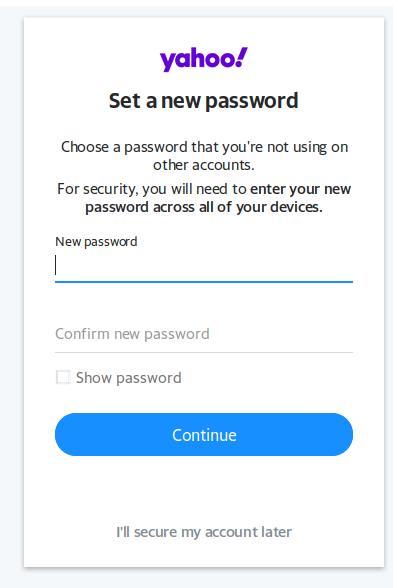 yahoo!
Set a new password
Choose a password that you're not using on
other accounts.
For security, you will need to enter your new
password across all of your devices.
New password
Confirm new password
Show password
Continue
I'll secure my account later